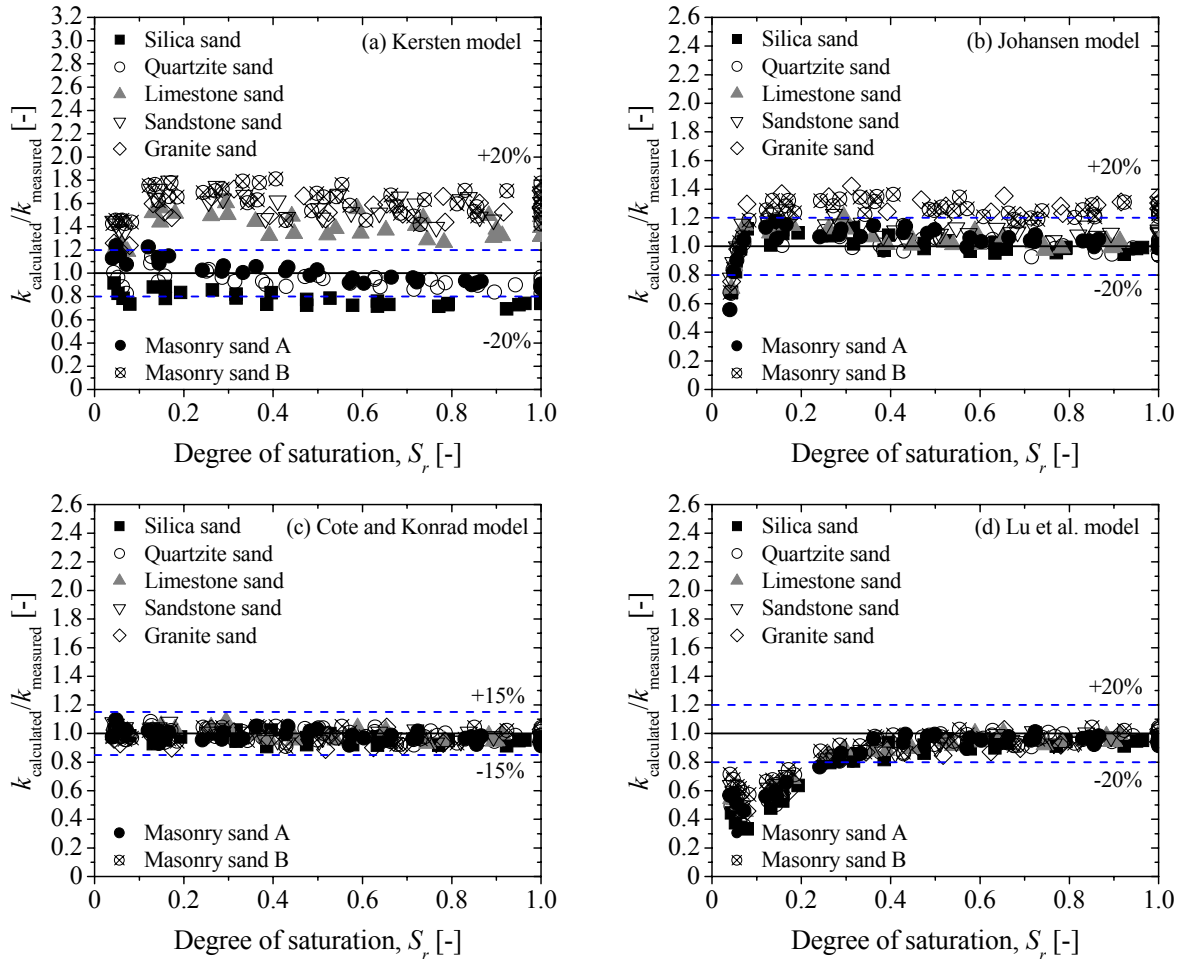 (a) Kersten model
Silica sand
Quartzite sand
Limestone sand
Sandstone sand
Granite sand
+20%
-20%
Masonry sand A
Masonry sand B
3.2
3.0
2.8
2.6
2.4
2.2
2.0
1.8
1.6
1.4
1.2
1.0
0.8
0.6
0.4
0.2
0
0 0.2 0.4 0.6 0.8 1.0
kcalculated/kmeasured [-]
Degree of saturation, Sr [-]
(b) Johansen model
Silica sand
Quartzite sand
Limestone sand
Sandstone sand
Granite sand
+20%
-20%
Masonry sand A
Masonry sand B
2.6
2.4
2.2
2.0
1.8
1.6
1.4
1.2
1.0
0.8
0.6
0.4
0.2
0
0 0.2 0.4 0.6 0.8 1.0
kcalculated/kmeasured [-]
Degree of saturation, Sr [-]
(c) Cote and Konrad model
Silica sand
Quartzite sand
Limestone sand
Sandstone sand
Granite sand
+15%
-15%
Masonry sand A
Masonry sand B
2.6
2.4
2.2
2.0
1.8
1.6
1.4
1.2
1.0
0.8
0.6
0.4
0.2
0
0 0.2 0.4 0.6 0.8 1.0
kcalculated/kmeasured [-]
Degree of saturation, Sr [-]
(d) Lu et al. model
Silica sand
Quartzite sand
Limestone sand
Sandstone sand
Granite sand
+20%
-20%
Masonry sand A
Masonry sand B
2.6
2.4
2.2
2.0
1.8
1.6
1.4
1.2
1.0
0.8
0.6
0.4
0.2
0
0 0.2 0.4 0.6 0.8 1.0
kcalculated/kmeasured [-]
Degree of saturation, Sr [-]